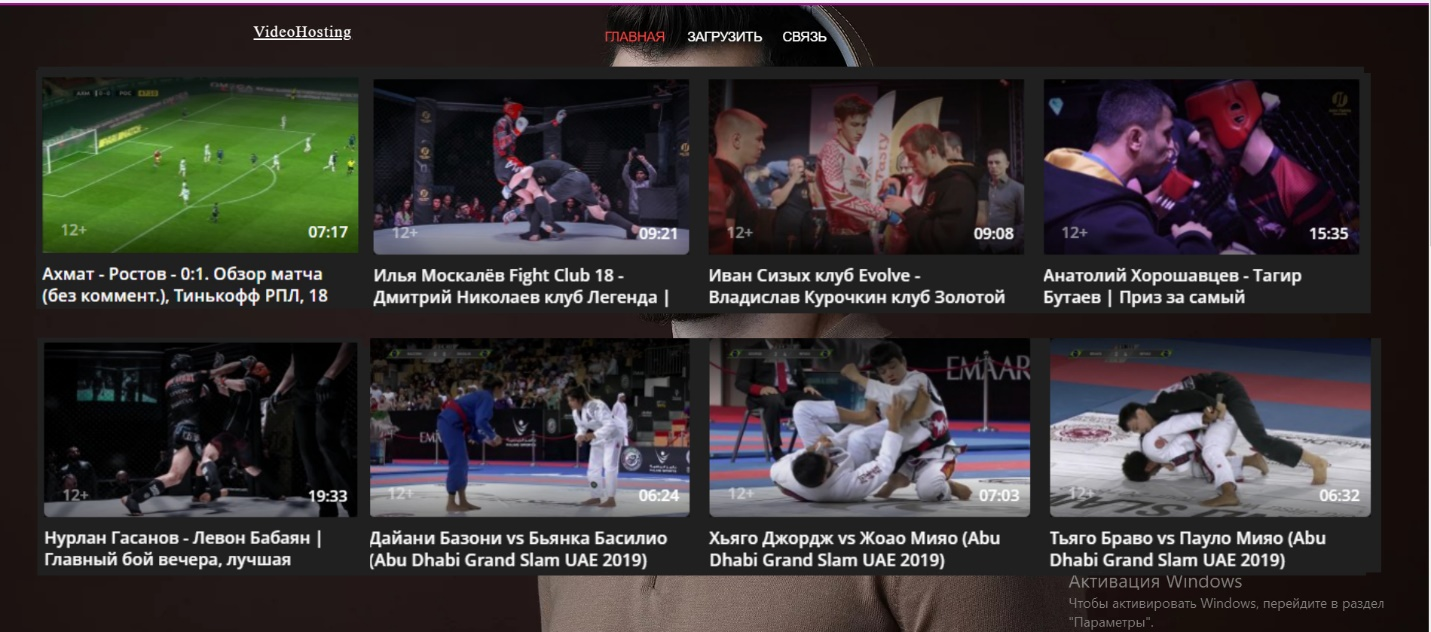 VideoHosting
ГЛАВНАЯ ЗАГРУЗИТЬ СВЯЗЬ
12+ 07:17
12+ 09:21
12+ 09:08
12+ 15:35
Ахмат - Ростов - 0:1. Обзор матча
(без коммент.), Тинькофф РПЛ, 18
Илья Москалёв Fight Club 18 -
Дмитрий Николаев клуб Легенда |
Иван Сизых клуб Evolve -
Владислав Курочкин клуб Золотой
Анатолий Хорошавцев - Тагир
Бутаев | Приз за самый
EMAAR
12+ 19:33
12+ 06:24
12+ 07:03
12+ 06:32
Нурлан Гасанов - Левон Бабаян |
Главный бой вечера, лучшая
Дайани Базони vs Бьянка Басилио
(Abu Dhabi Grand Slam UAE 2019)
Хьяго Джордж vs Жоао Мияо (Abu
Dhabi Grand Slam UAE 2019)
Тьяго Браво vs Пауло Мияо (Abu
Dhabi Grand Slam UAE 2019)
Активация Windows
Чтобы активировать Windows, перейдите в раздел
"Параметры".